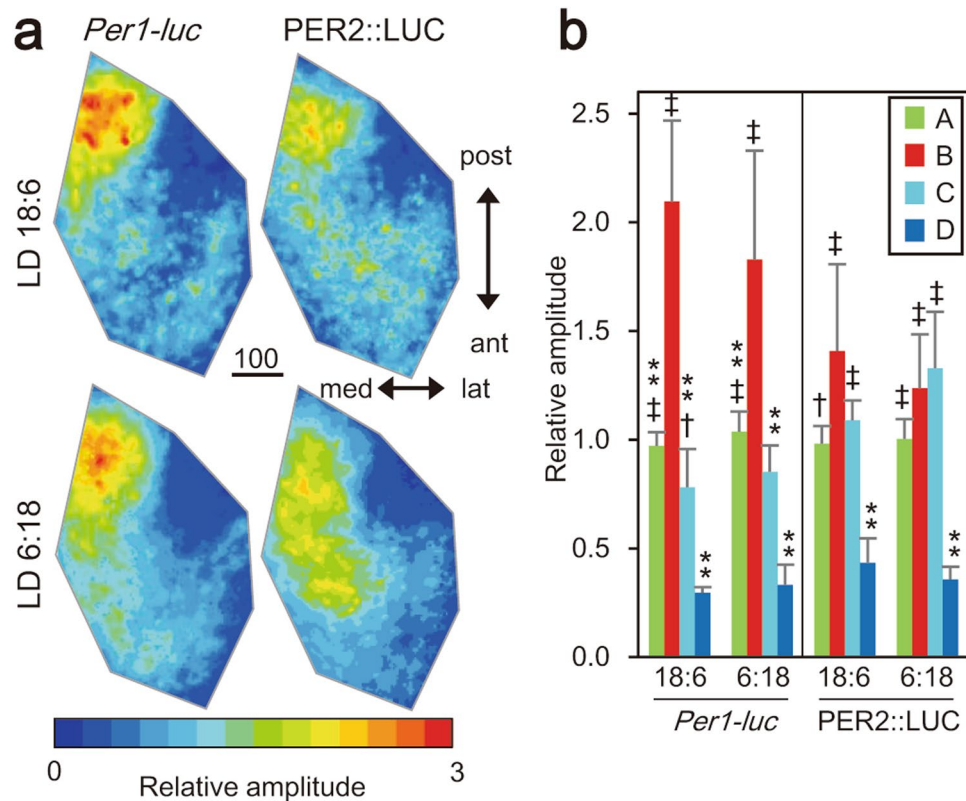 a
Per1-luc PER2::LUC
LD 18:6
post
ant
100
med lat
LD 6:18
0 3
Relative amplitude
b
A
B
C
D
Relative amplitude
2.5
2.0
1.5
1.0
0.5
0.0
‡ ‡ ‡ ‡ ‡
** ‡ ** † ** ** ‡ ** ** † ‡ ** ‡ **
18:6 6:18 18:6 6:18
Per1-luc PER2::LUC